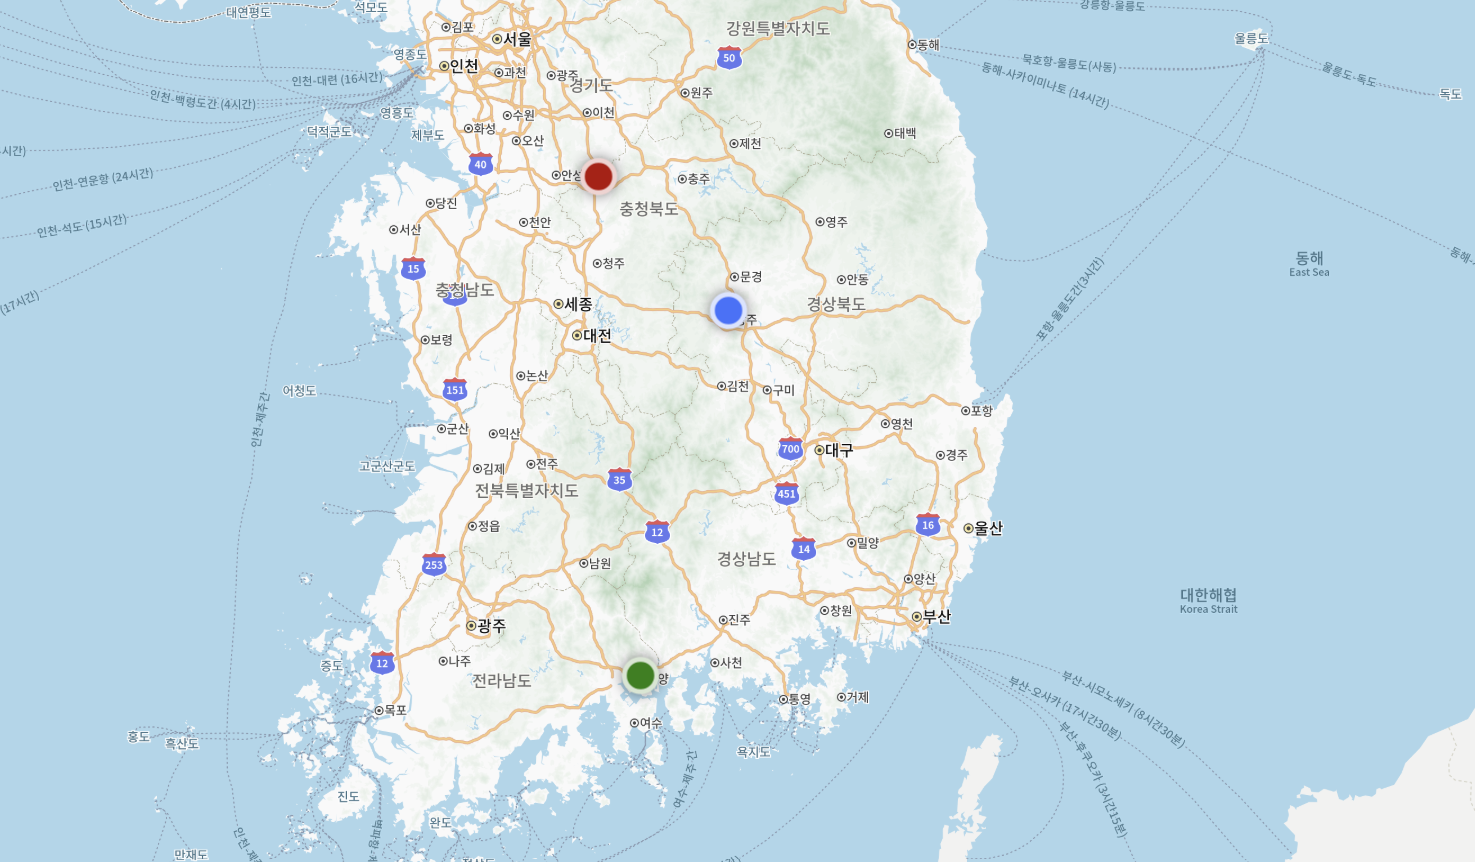 대연평도
석모도
강릉항-울릉도
김포
강원특별자치도
서울
동해
울릉도
영종도
50
인천
과천
광주
묵호항-울릉도(사동)
동해-사카이미나토 (14시간)
울릉도-독도
인천-대련 (16시간)
경기도
원주
독도
인천-백령도간 (4시간)
영흥도
수원
이천
덕적군도
제부도
화성
오산
태백
제천
시간)
40
인천-연운항 (24시간)
안성
충주
당진
충청북도
인천-석도 (15시간)
서산
천안
영주
동해-
동해
East Sea
15
청주
문경
안동
충청남도
(17시간)
세종
경상북도
포항-울릉도간(3시간)
주
대전
보령
논산
김천
구미
어청도
151
인천-제주간
포항
군산
익산
영천
700
대구
고군산군도
김제
전주
경주
35
전북특별자치도
451
정읍
12
16
울산
253
남원
경상남도
14
밀양
양산
대한해협
Korea Strait
광주
진주
창원
부산
12
나주
사천
증도
전라남도
양
부산-시모노세키 (8시간30분)
부산-오사카 (17시간30분)
통영
거제
목포
여수
홍도
흑산도
욕지도
부산-후쿠오카 (3시간15분)
여수-제주간
진도
완도
인천-제주
만재도